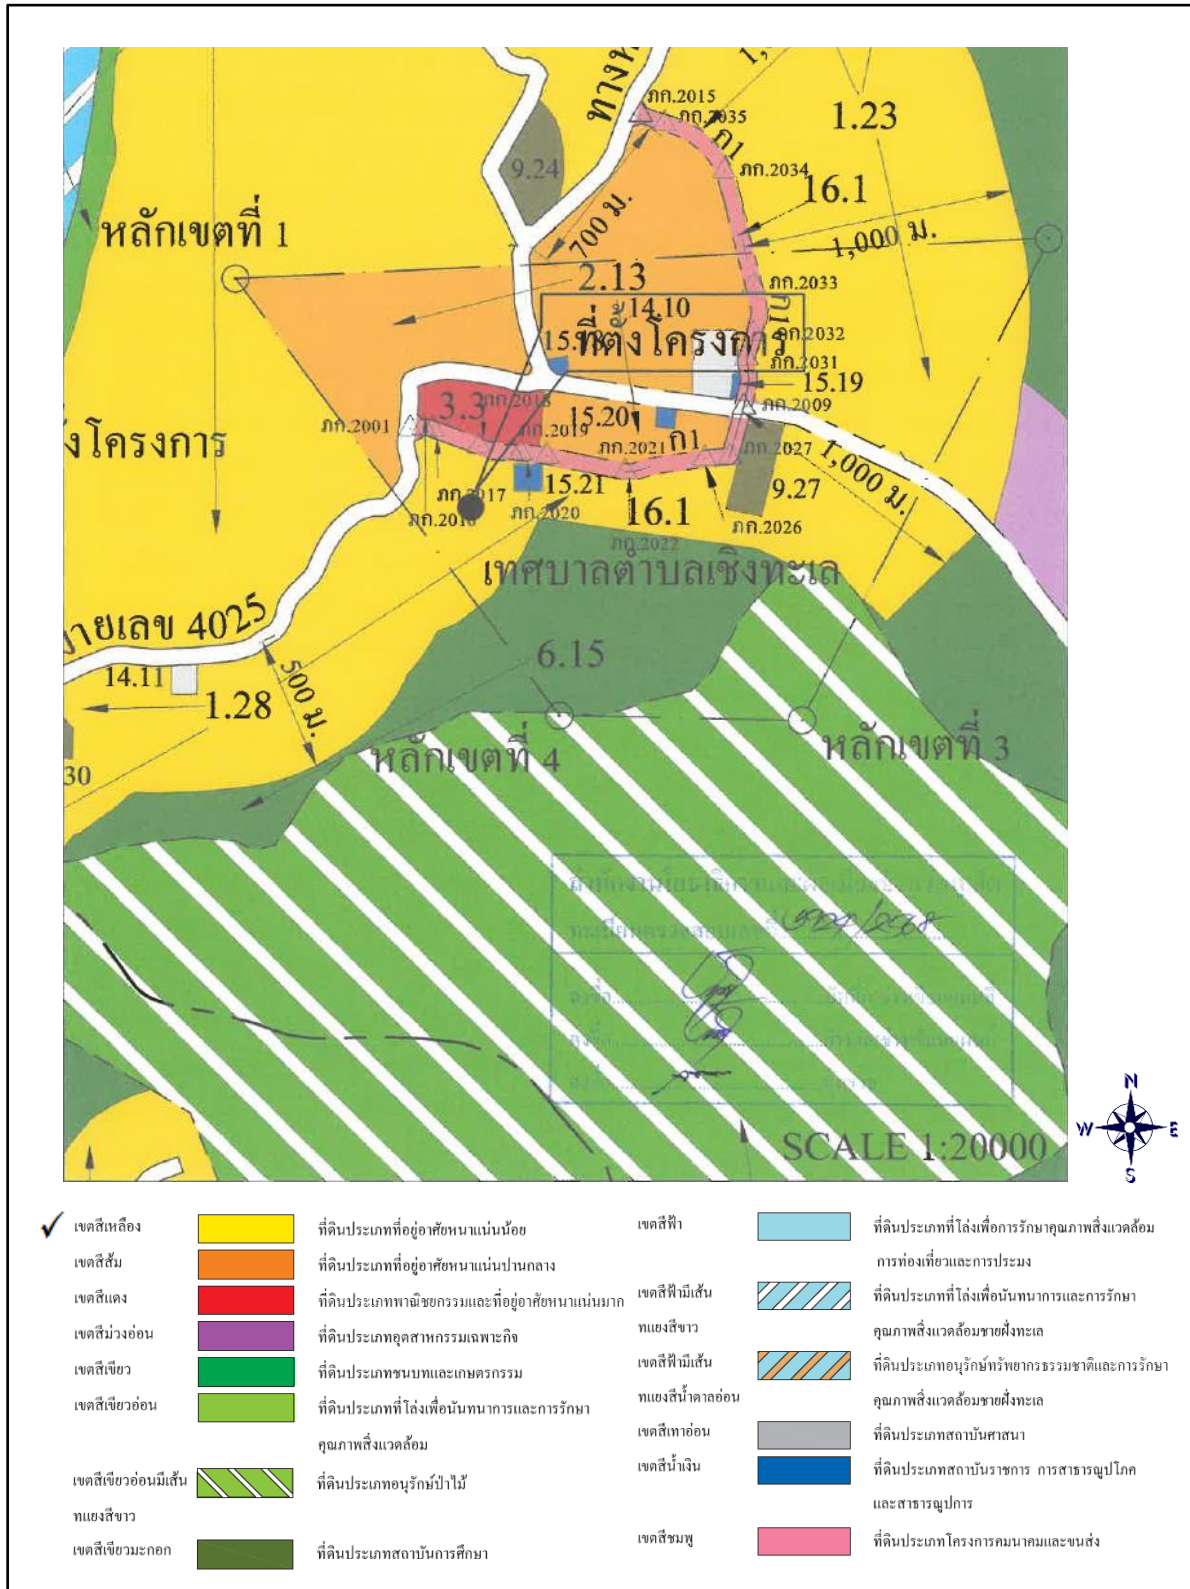 ทางห
1,
ภก.2015
ภก.2035
ก1
1.23
ภก.2034
9.24
16.1
หลักเขตที่ 1
700 ม.
1,000 ม.
2.13
ภก.2033
14.10
ก1
ภก.2032
ที่ตั้งโครงการ
ภก.2031
15.19
3.3
ภก.2018
15.20
ภก.2009
ภก.2001
ภก.2019
ก1
งโครงการ
ภก.2021
ภก.2027
1,000 ม.
ภก.2017
15.21
9.27
ภก.2020
16.1
ภก.2026
ภก.2022
เทศบาลตำบลเชิงทะเล
ายเลข 4025
6.15
14.11
500 ม.
1.28
หลักเขตที่ 4
หลักเขตที่ 3
30
SCALE 1:20000
N
W
E
S
เขตสีเหลือง ที่ดินประเภทที่อยู่อาศัยหนาแน่นน้อย
เขตสีส้ม ที่ดินประเภทที่อยู่อาศัยหนาแน่นปานกลาง
เขตสีแดง ที่ดินประเภทพาณิชยกรรมและที่อยู่อาศัยหนาแน่นมาก
เขตสีม่วงอ่อน ที่ดินประเภทอุตสาหกรรมเฉพาะกิจ
เขตสีเขียว ที่ดินประเภทชนบทและเกษตรกรรม
เขตสีเขียวอ่อน ที่ดินประเภทที่โล่งเพื่อนันทนาการและการรักษา
คุณภาพสิ่งแวดล้อม
เขตสีเขียวอ่อนมีเส้น ที่ดินประเภทอนุรักษ์ป่าไม้
ทแยงสีขาว
เขตสีเขียวมะกอก ที่ดินประเภทสถาบันการศึกษา
เขตสีฟ้า ที่ดินประเภทที่โล่งเพื่อการรักษาคุณภาพสิ่งแวดล้อม
การท่องเที่ยวและการประมง
เขตสีฟ้ามีเส้น ที่ดินประเภทที่โล่งเพื่อนันทนาการและการรักษา
ทแยงสีขาว คุณภาพสิ่งแวดล้อมชายฝั่งทะเล
เขตสีฟ้ามีเส้น ที่ดินประเภทอนุรักษ์ทรัพยากรธรรมชาติและการรักษา
ทแยงสีน้ำตาลอ่อน คุณภาพสิ่งแวดล้อมชายฝั่งทะเล
เขตสีเทาอ่อน ที่ดินประเภทสถาบันศาสนา
เขตสีน้ำเงิน ที่ดินประเภทสถาบันราชการ การสาธารณูปโภค
และสาธารณูปการ
เขตสีชมพู ที่ดินประเภทโครงการคมนาคมและขนส่ง